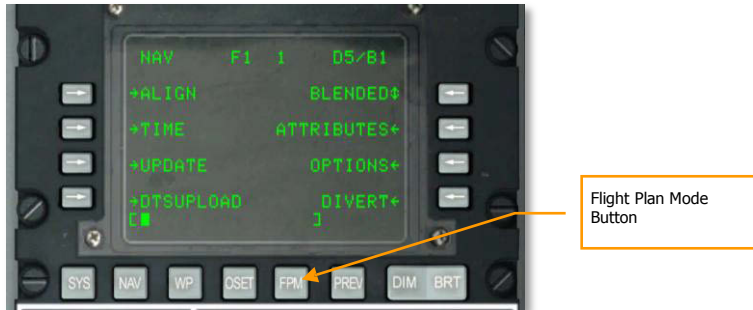 NAV F1 1 D5/B1
→ALIGN BLENDED↕
→TIME ATTRIBUTES←
→UPDATE OPTIONS←
→DTSUPLOAD DIVERT←
[ ]
SYS NAV WP OSET FPM PREV DIM BRT
Flight Plan Mode
Button